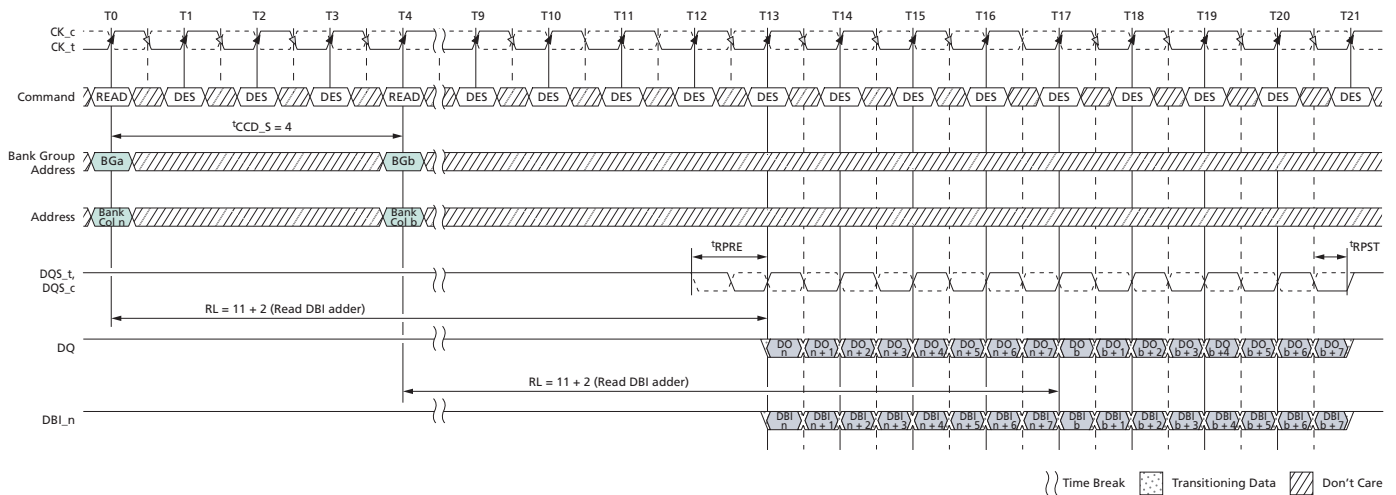 T0 T1 T2 T3 T4 T9 T10 T11 T12 T13 T14 T15 T16 T17 T18 T19 T20 T21
CK_c
CK_t
Command READ DES DES DES READ DES DES DES DES DES DES DES DES DES DES DES DES DES
tCCD_S = 4
Bank Group
Address BGa BGb
Address Bank
Col n Bank
Col b
tRPRE tRPST
DQS_t,
DQS_c
RL = 11 + 2 (Read DBI adder)
DQ DO
n DO
n + 1 DO
n + 2 DO
n + 3 DO
n + 4 DO
n + 5 DO
n + 6 DO
n + 7 DO
b DO
b + 1 DO
b + 2 DO
b + 3 DO
b +4 DO
b + 5 DO
b + 6 DO
b + 7
RL = 11 + 2 (Read DBI adder)
DBI_n DBI
n DBI
n + 1 DBI
n + 2 DBI
n + 3 DBI
n + 4 DBI
n + 5 DBI
n + 6 DBI
n + 7 DBI
b DBI
b + 1 DBI
b + 2 DBI
b + 3 DBI
b + 4 DBI
b + 5 DBI
b + 6 DBI
b + 7
Time Break Transitioning Data Don't Care